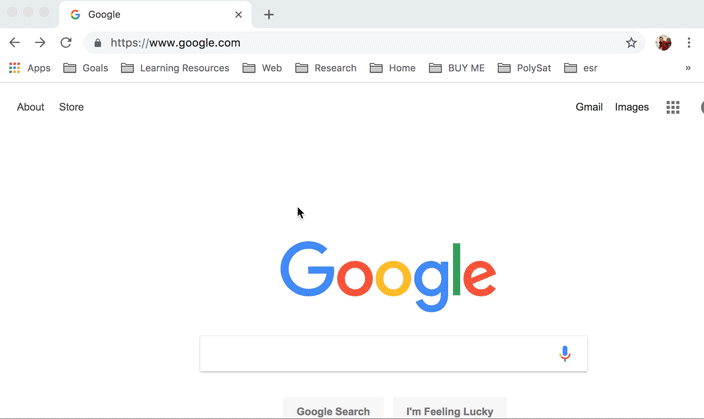 Google
https://www.google.com
Apps Goals Learning Resources Web Research Home BUY ME PolySat esr »
About Store Gmail Images
Google
Google Search I'm Feeling Lucky